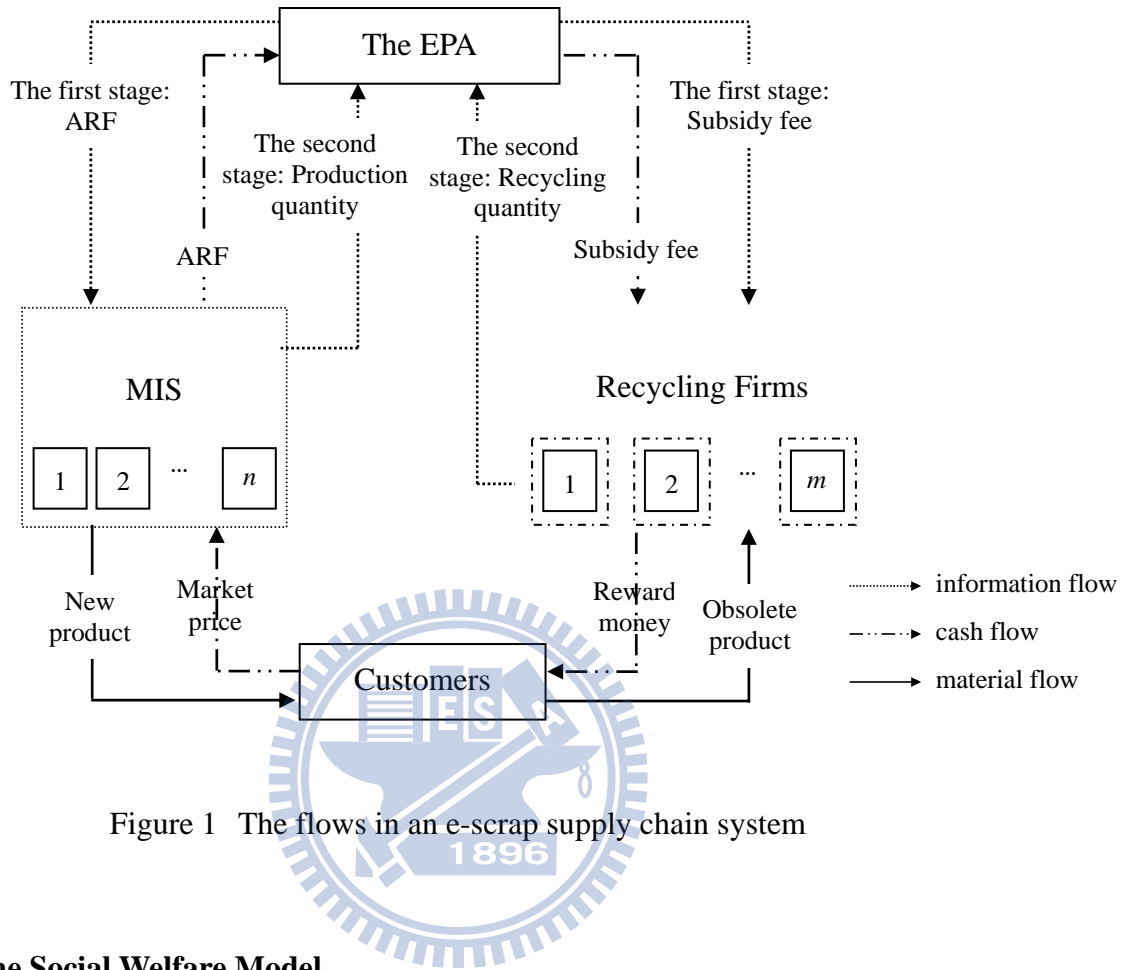 The EPA
The first stage:
ARF
The first stage:
Subsidy fee
The second
stage: Production
quantity
The second
stage: Recycling
quantity
ARF
Subsidy fee
MIS
1 2 ... n
Recycling Firms
1 2 ... m
New
product
Market
price
Reward
money
Obsolete
product
Customers
information flow
cash flow
material flow
E S A
8
1896
Figure 1 The flows in an e-scrap supply chain system
he Social Welfare Model